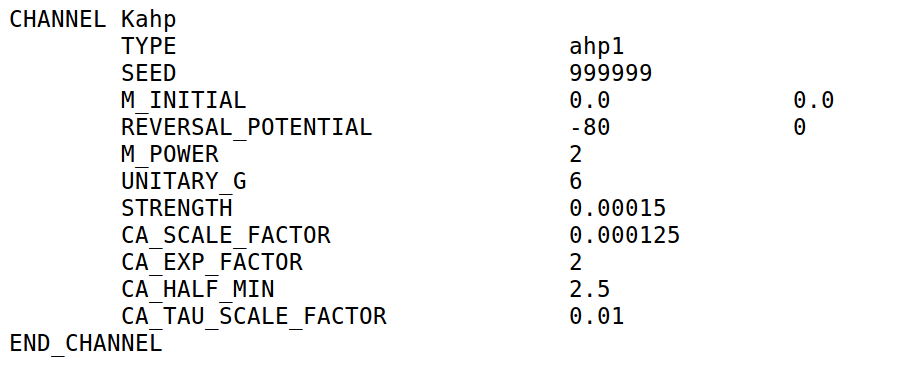 CHANNEL Kahp
TYPE ahp1
SEED 999999
M_INITIAL 0.0 0.0
REVERSAL_POTENTIAL -80 0
M_POWER 2
UNITARY_G 6
STRENGTH 0.00015
CA_SCALE_FACTOR 0.000125
CA_EXP_FACTOR 2
CA_HALF_MIN 2.5
CA_TAU_SCALE_FACTOR 0.01
END_CHANNEL